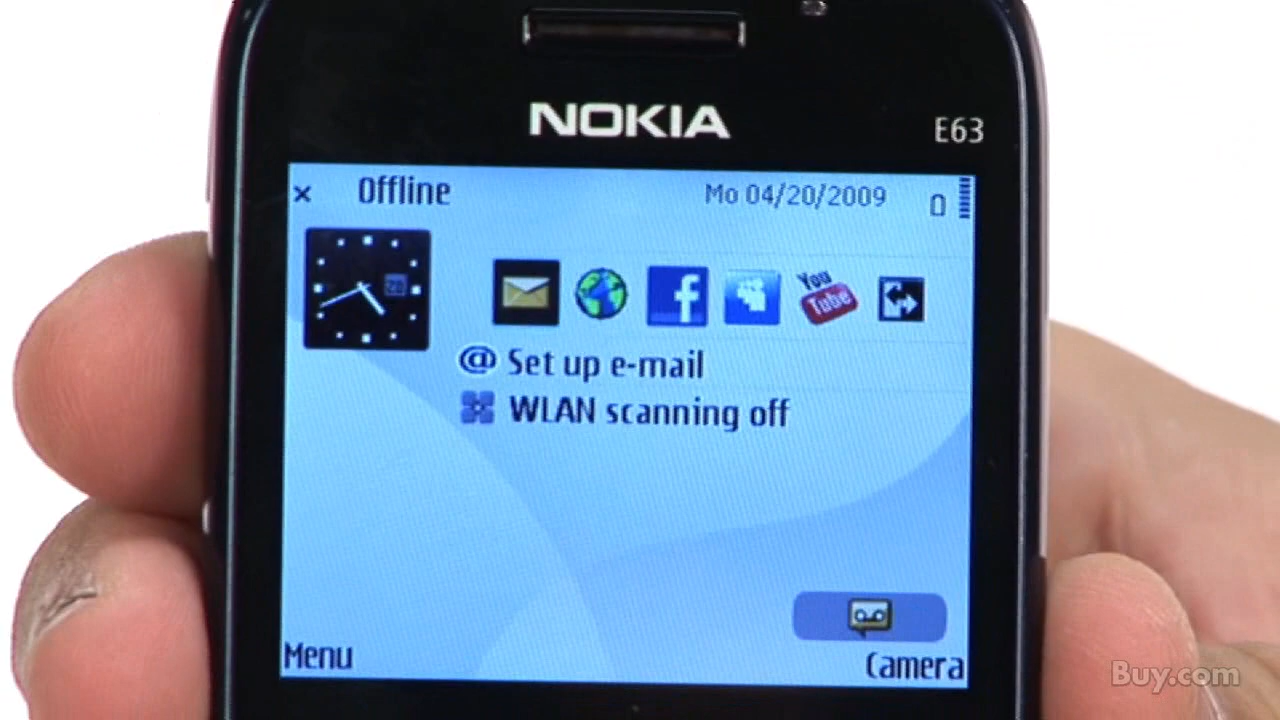 NOKIA
E63
Offline
Mo 04/20/2009
20
You
Tube
f
@ Set up e-mail
WLAN scanning off
Menu
Camera
Buy.com